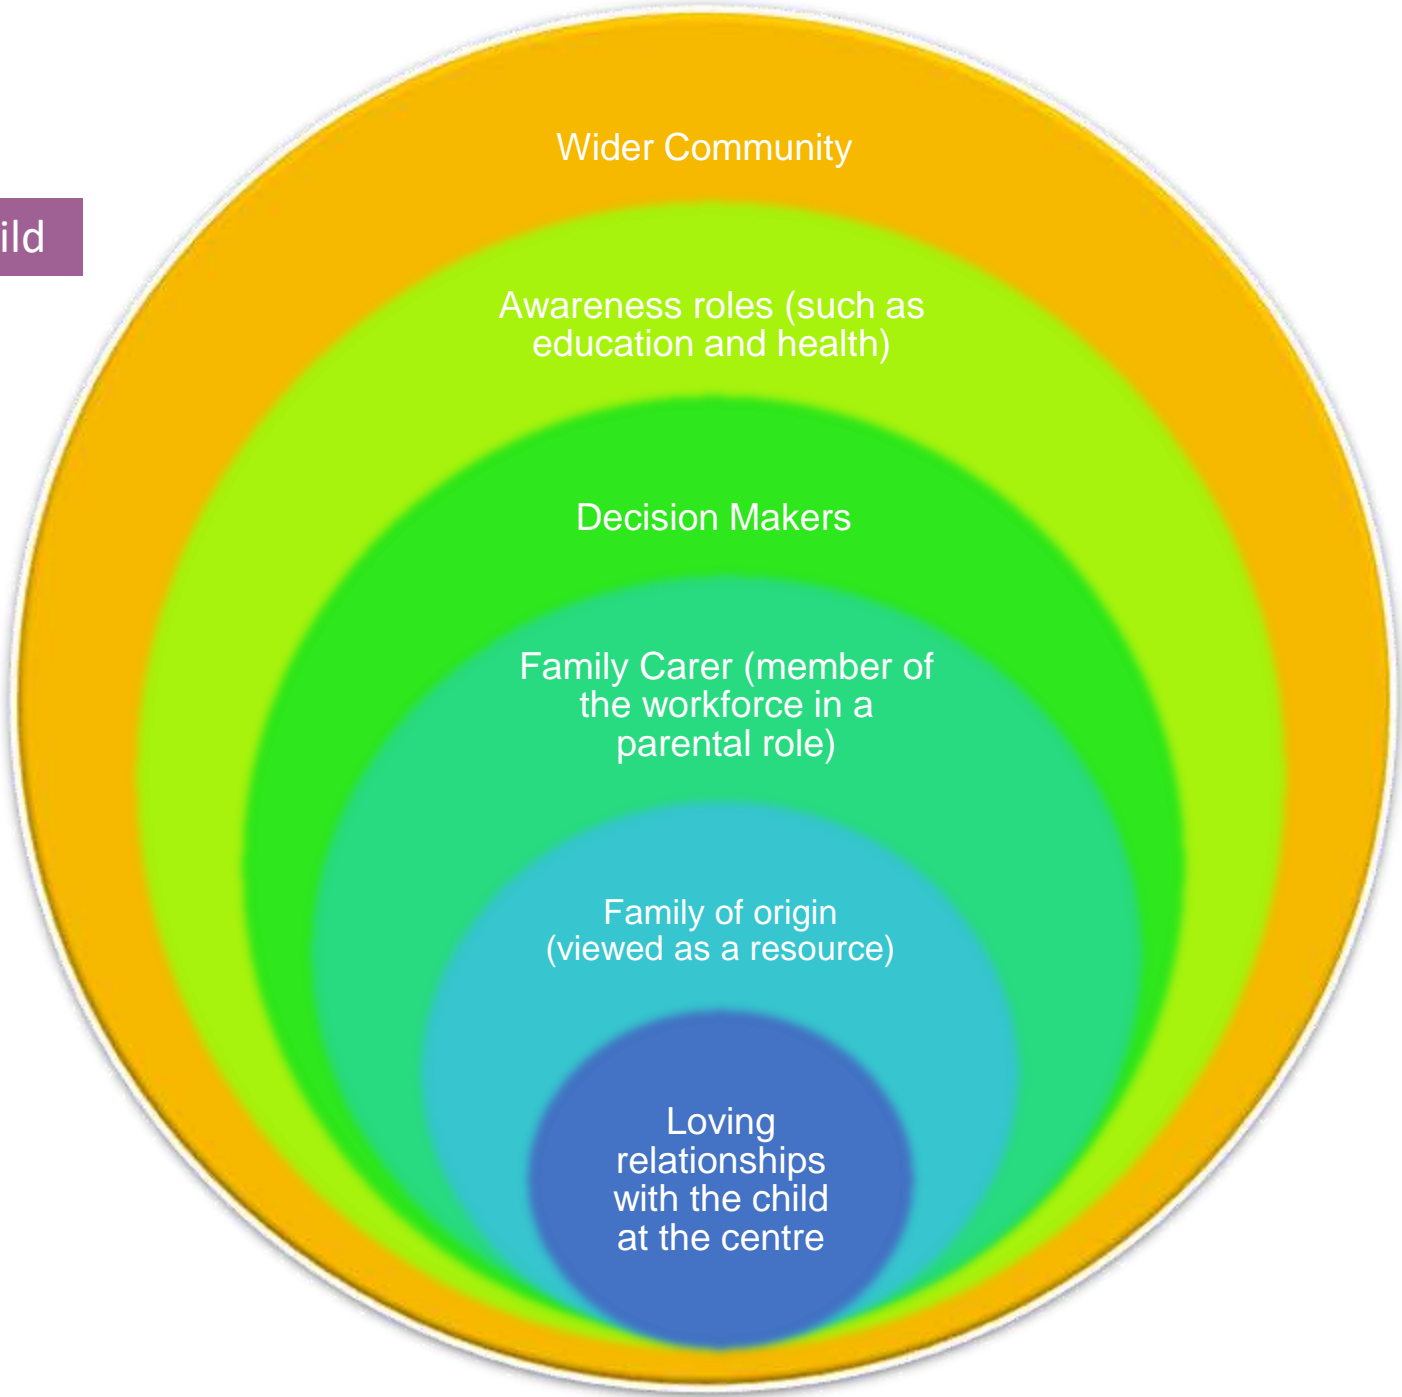 Wider Community
ild
Awareness roles (such as
education and health)
Decision Makers
Family Carer (member of
the workforce in a
parental role)
Family of origin
(viewed as a resource)
Loving
relationships
with the child
at the centre